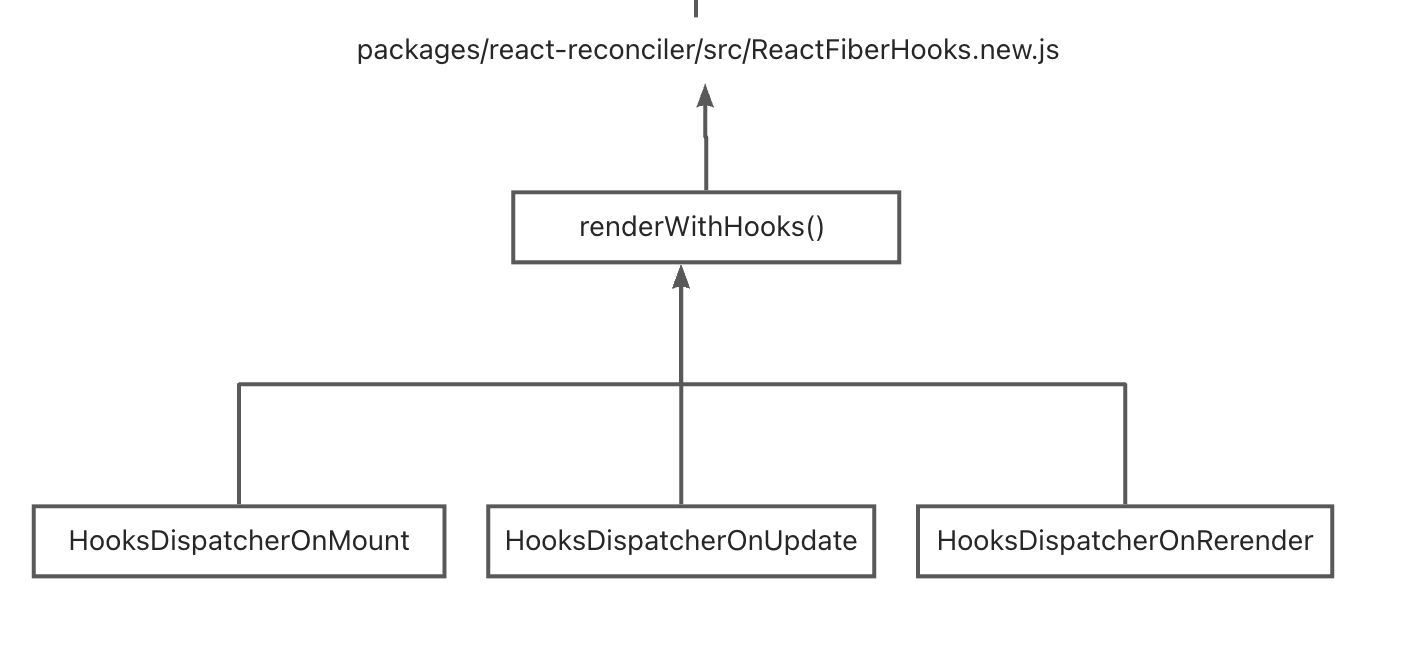 packages/react-reconciler/src/ReactFiberHooks.new.js
renderWithHooks()
HooksDispatcherOnMount
HooksDispatcherOnUpdate
HooksDispatcherOnRerender